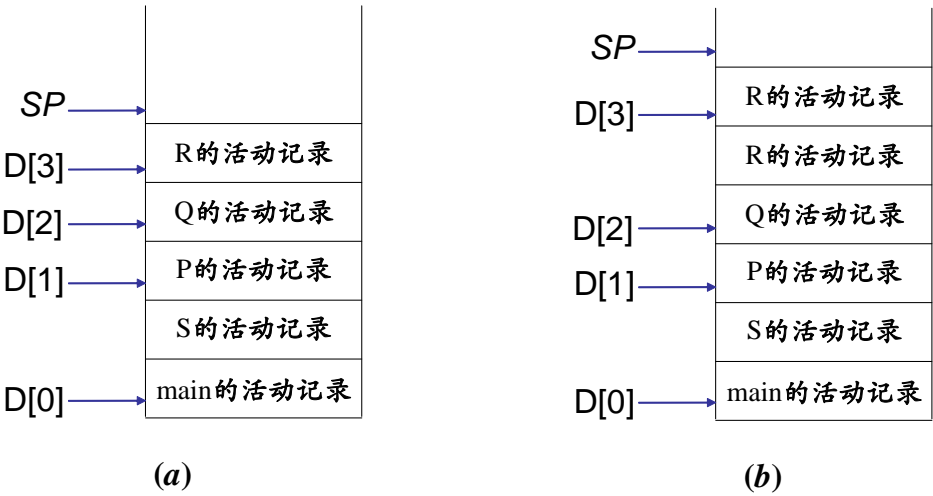 SP
R的活动记录
D[3]
Q的活动记录
D[2]
P的活动记录
D[1]
S的活动记录
main的活动记录
D[0]
(a)
SP
R的活动记录
D[3]
R的活动记录
Q的活动记录
D[2]
P的活动记录
D[1]
S的活动记录
main的活动记录
D[0]
(b)